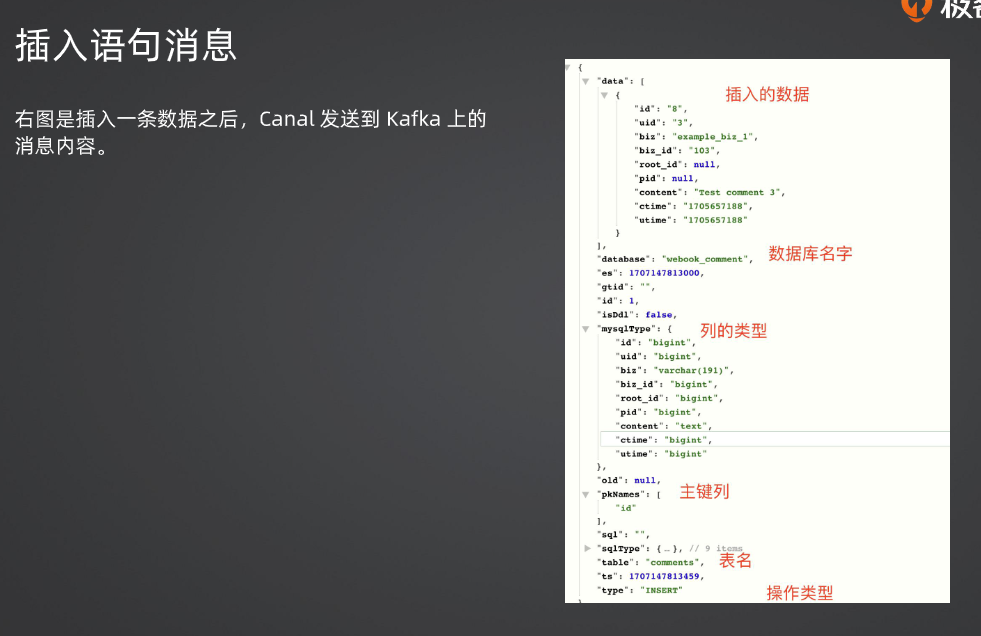 插入语句消息
右图是插入一条数据之后，Canal 发送到 Kafka 上的
消息内容。
{
"data": [
插入的数据
{
"id": "8",
"uid": "3",
"biz": "example_biz_1",
"biz_id": "103",
"root_id": null,
"pid": null,
"content": "Test comment 3",
"ctime": "1705657188",
"utime": "1705657188"
}
],
"database": "webook_comment",
数据库名字
"es": 1707147813000,
"gtid": "",
"id": 1,
"isDdl": false,
"mysqlType": {
列的类型
"id": "bigint",
"uid": "bigint",
"biz": "varchar(191)",
"biz_id": "bigint",
"root_id": "bigint",
"pid": "bigint",
"content": "text",
"ctime": "bigint",
"utime": "bigint"
},
"old": null,
"pkNames": [
主键列
"id"
],
"sql": "",
"sqlType": {…}, // 9 items
"table": "comments",
表名
"ts": 1707147813459,
"type": "INSERT"
操作类型